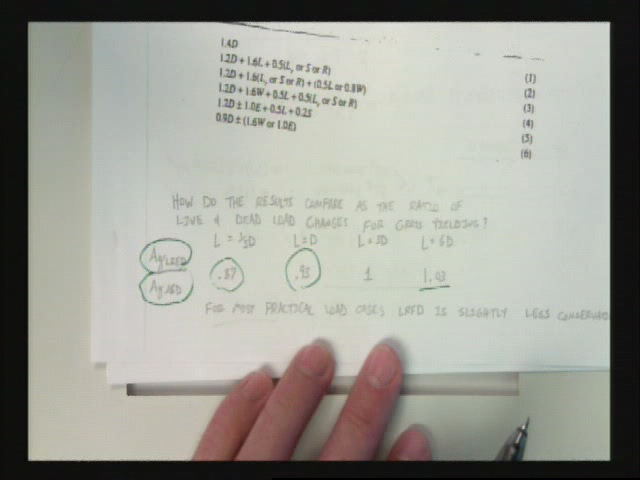 1.4D
1.2D + 1.6L + 0.5(Lr or S or R) (1)
1.2D + 1.6(Lr or S or R) + (0.5L or 0.8W) (2)
1.2D + 1.6W + 0.5L + 0.5(Lr or S or R) (3)
1.2D ± 1.0E + 0.5L + 0.2S (4)
0.9D ± (1.6W or 1.0E) (5)
(6)
HOW DO THE RESULTS COMPARE AS THE RATIO OF
LIVE & DEAD LOAD CHANGES FOR GROSS YIELDING?
L = D
Ag LRFD
Ag ASD .87 .95 1 1.03
FOR MOST PRACTICAL LOAD CASES LRFD IS SLIGHTLY LESS